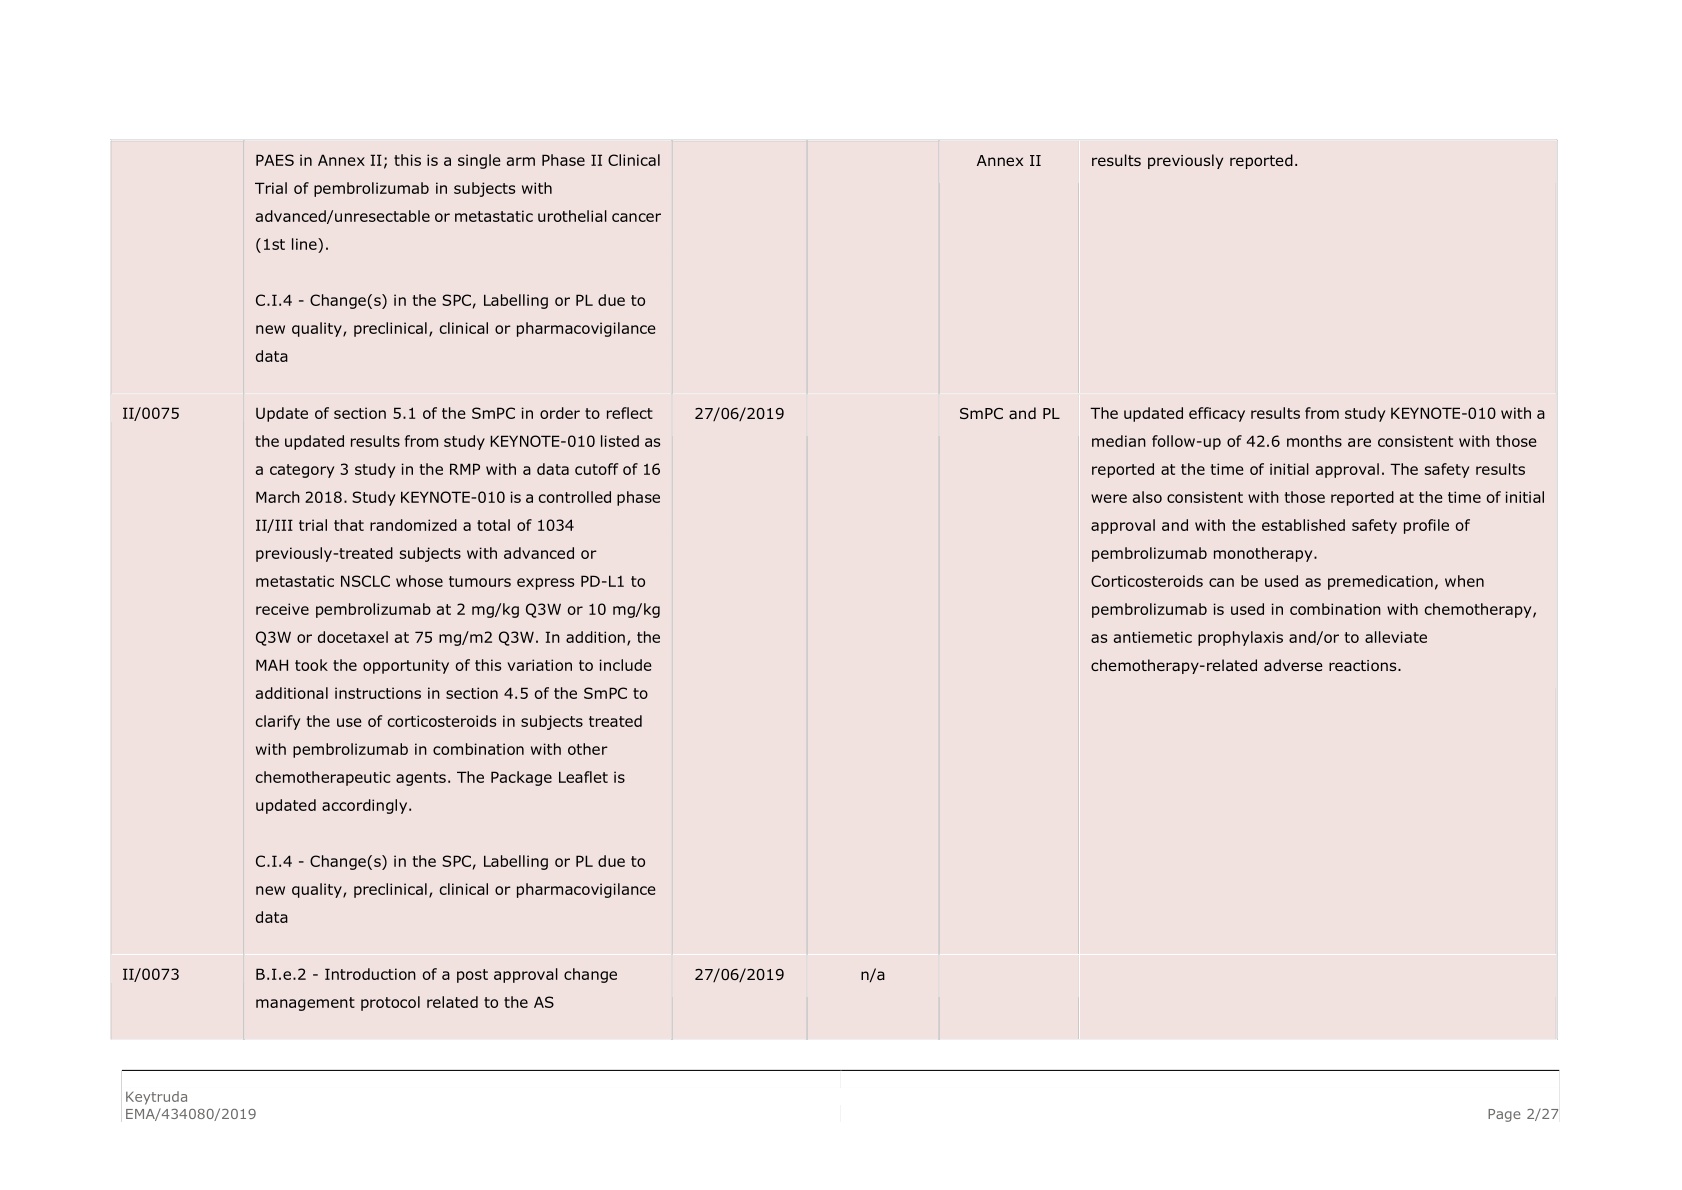 PAES in Annex II; this is a single arm Phase II Clinical
Trial of pembrolizumab in subjects with
advanced/unresectable or metastatic urothelial cancer
(1st line).
C.I.4 - Change(s) in the SPC, Labelling or PL due to
new quality, preclinical, clinical or pharmacovigilance
data
Annex II
results previously reported.
II/0075
Update of section 5.1 of the SmPC in order to reflect
the updated results from study KEYNOTE-010 listed as
a category 3 study in the RMP with a data cutoff of 16
March 2018. Study KEYNOTE-010 is a controlled phase
II/III trial that randomized a total of 1034
previously-treated subjects with advanced or
metastatic NSCLC whose tumours express PD-L1 to
receive pembrolizumab at 2 mg/kg Q3W or 10 mg/kg
Q3W or docetaxel at 75 mg/m2 Q3W. In addition, the
MAH took the opportunity of this variation to include
additional instructions in section 4.5 of the SmPC to
clarify the use of corticosteroids in subjects treated
with pembrolizumab in combination with other
chemotherapeutic agents. The Package Leaflet is
updated accordingly.
C.I.4 - Change(s) in the SPC, Labelling or PL due to
new quality, preclinical, clinical or pharmacovigilance
data
27/06/2019
SmPC and PL
The updated efficacy results from study KEYNOTE-010 with a
median follow-up of 42.6 months are consistent with those
reported at the time of initial approval. The safety results
were also consistent with those reported at the time of initial
approval and with the established safety profile of
pembrolizumab monotherapy.
Corticosteroids can be used as premedication, when
pembrolizumab is used in combination with chemotherapy,
as antiemetic prophylaxis and/or to alleviate
chemotherapy-related adverse reactions.
II/0073
B.I.e.2 - Introduction of a post approval change
management protocol related to the AS
27/06/2019
n/a
Keytruda
EMA/434080/2019
Page 2/27